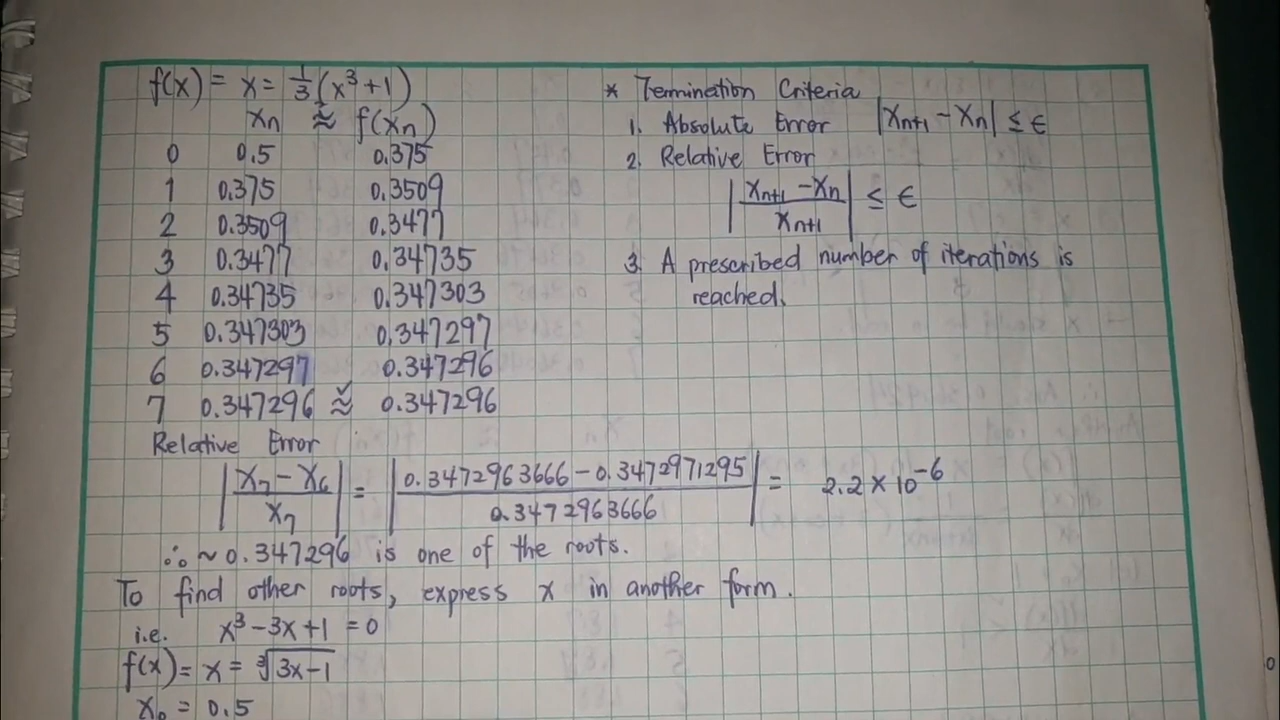 f(x) = x = 1/3 (x³ + 1)
xn ≈ f(xn)
0 0.5 0.375
1 0.375 0.3509
2 0.3509 0.3477
3 0.3477 0.34735
4 0.34735 0.347303
5 0.347303 0.347297
6 0.347297 0.347296
7 0.347296 ≈ 0.347296
* Termination Criteria
1. Absolute Error |xn+1 - xn| ≤ ε
2. Relative Error
|(xn+1 - xn) / xn+1| ≤ ε
3. A prescribed number of iterations is
reached.
Relative Error
|(x7 - x6) / x7| = |(0.3472963666 - 0.3472971295) / 0.3472963666| = 2.2 × 10⁻⁶
∴ ~ 0.347296 is one of the roots.
To find other roots, express x in another form.
i.e. x³ - 3x + 1 = 0
f(x) = x = ∛(3x - 1)
x₀ = 0.5